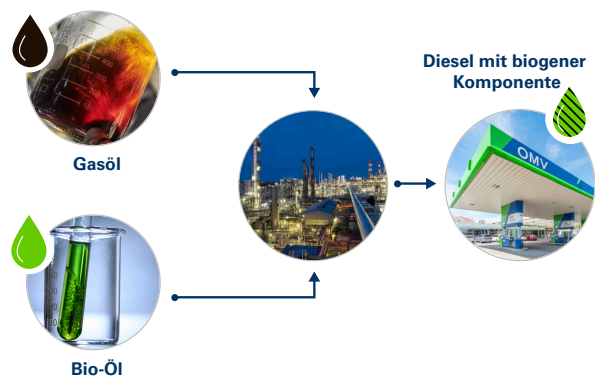 Gasöl
Bio-Öl
Diesel mit biogener
Komponente
OMV